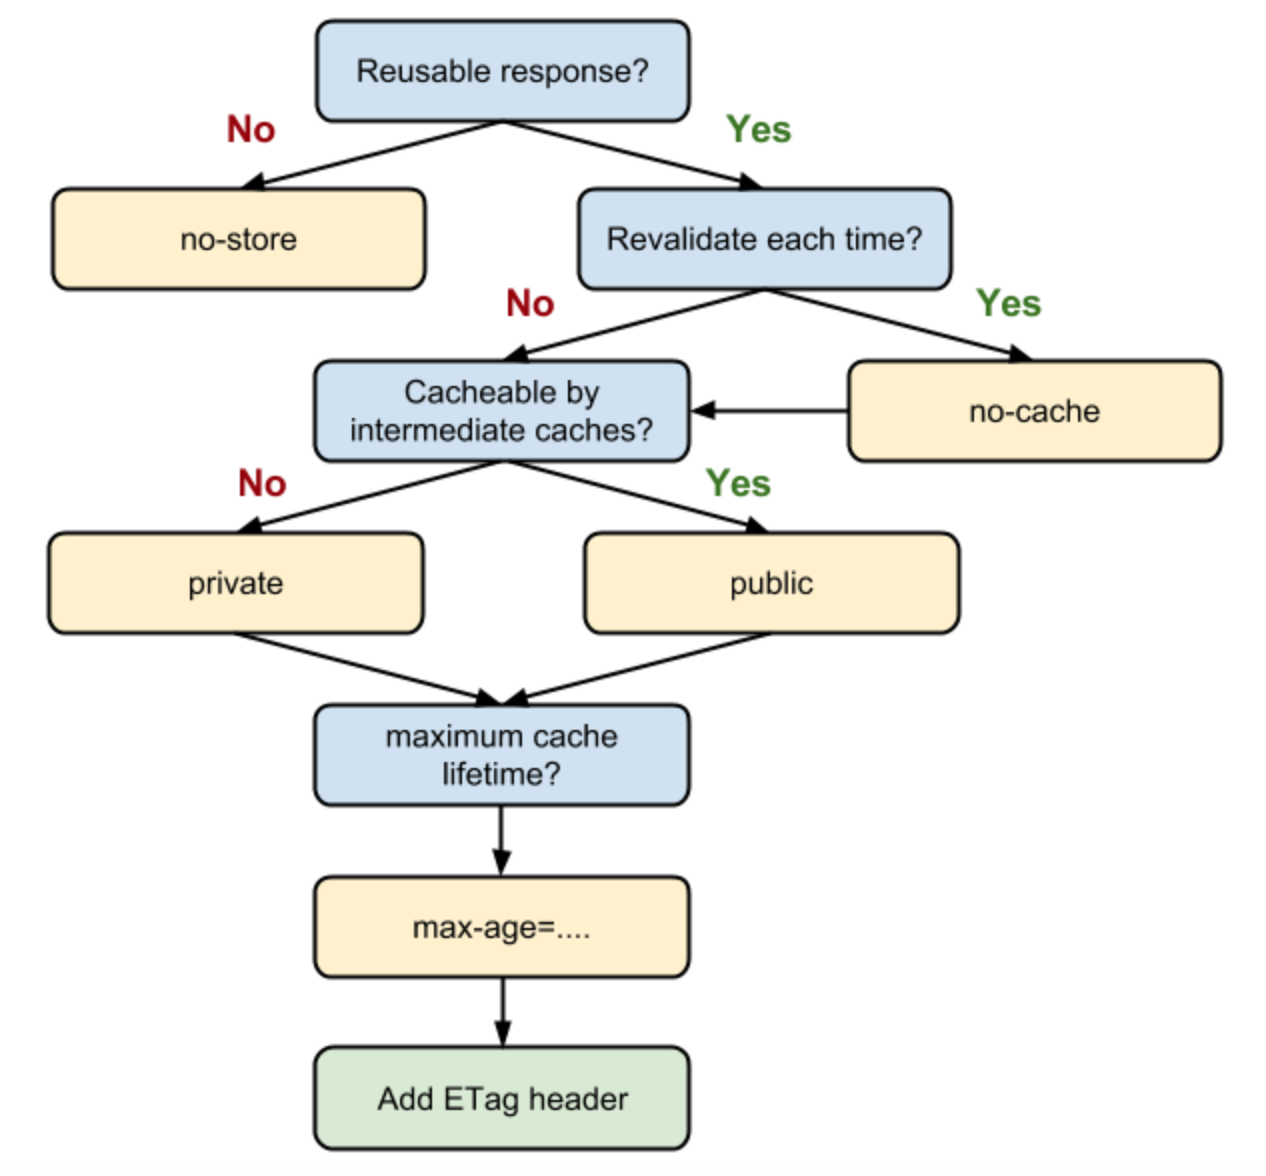 Reusable response?
No
Yes
no-store
Revalidate each time?
No
Yes
Cacheable by
intermediate caches?
no-cache
No
Yes
private
public
maximum cache
lifetime?
max-age=....
Add ETag header